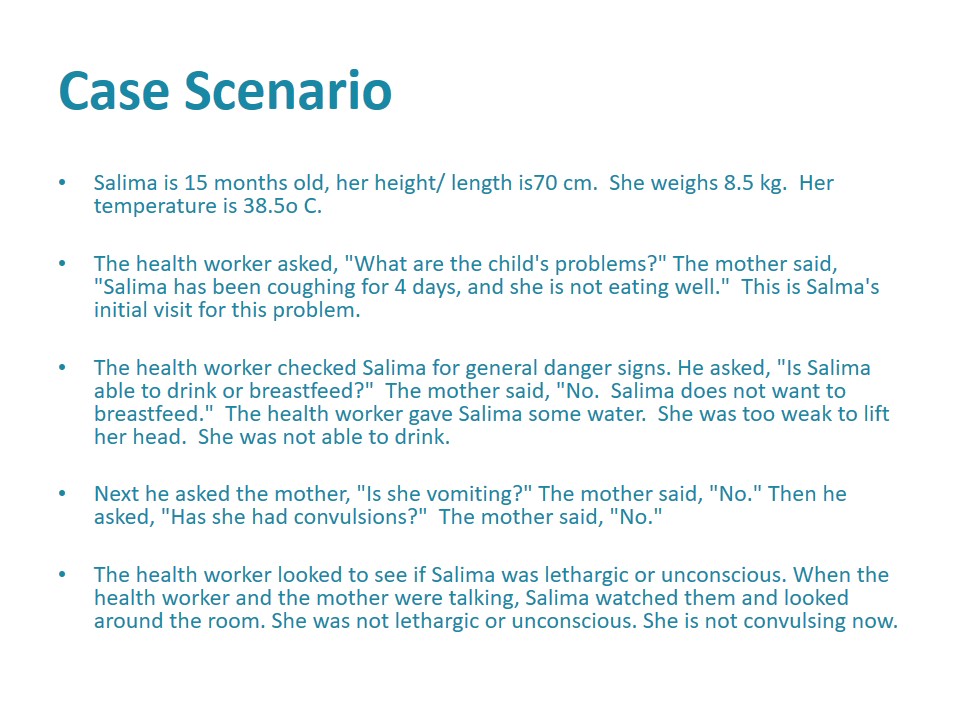 Case Scenario
• Salima is 15 months old, her height/ length is70 cm.  She weighs 8.5 kg.  Her
temperature is 38.5o C.
• The health worker asked, "What are the child's problems?" The mother said,
"Salima has been coughing for 4 days, and she is not eating well."  This is Salma's
initial visit for this problem.
• The health worker checked Salima for general danger signs. He asked, "Is Salima
able to drink or breastfeed?"  The mother said, "No.  Salima does not want to
breastfeed."  The health worker gave Salima some water.  She was too weak to lift
her head.  She was not able to drink.
• Next he asked the mother, "Is she vomiting?" The mother said, "No." Then he
asked, "Has she had convulsions?"  The mother said, "No."
• The health worker looked to see if Salima was lethargic or unconscious. When the
health worker and the mother were talking, Salima watched them and looked
around the room. She was not lethargic or unconscious. She is not convulsing now.